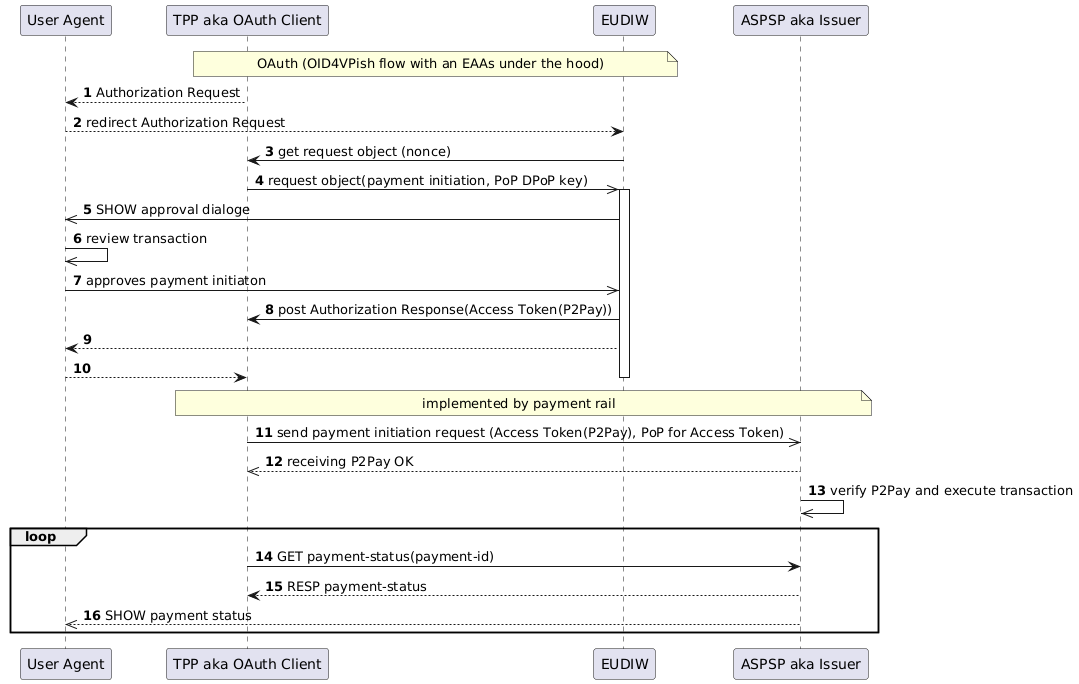 User Agent
TPP aka OAuth Client
EUDIW
ASPSP aka Issuer
OAuth (OID4VPish flow with an EAAs under the hood)
1 Authorization Request
2 redirect Authorization Request
3 get request object (nonce)
4 request object(payment initiation, PoP DPoP key)
5 SHOW approval dialoge
6 review transaction
7 approves payment initiaton
8 post Authorization Response(Access Token(P2Pay))
9
10
implemented by payment rail
11 send payment initiation request (Access Token(P2Pay), PoP for Access Token)
12 receiving P2Pay OK
13 verify P2Pay and execute transaction
loop
14 GET payment-status(payment-id)
15 RESP payment-status
16 SHOW payment status
User Agent
TPP aka OAuth Client
EUDIW
ASPSP aka Issuer